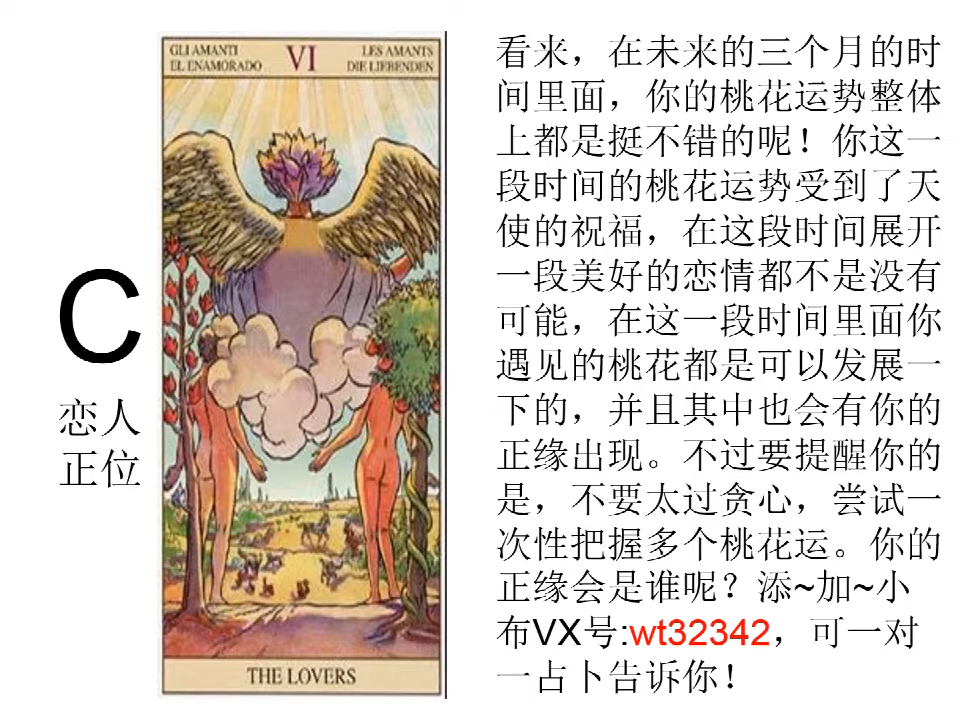 GLI AMANTI
EL ENAMORADO
VI
LES AMANTS
DIE LIEBENDEN
C
恋人
正位
THE LOVERS
看来，在未来的三个月的时
间里面，你的桃花运势整体
上都是挺不错的呢！你这一
段时间的桃花运势受到了天
使的祝福，在这段时间展开
一段美好的恋情都不是没有
可能，在这一段时间里面你
遇见的桃花都是可以发展一
下的，并且其中也会有你的
正缘出现。不过要提醒你的
是，不要太过贪心，尝试一
次性把握多个桃花运。你的
正缘会是谁呢？添~加~小
布VX号:wt32342，可一对
一占卜告诉你！